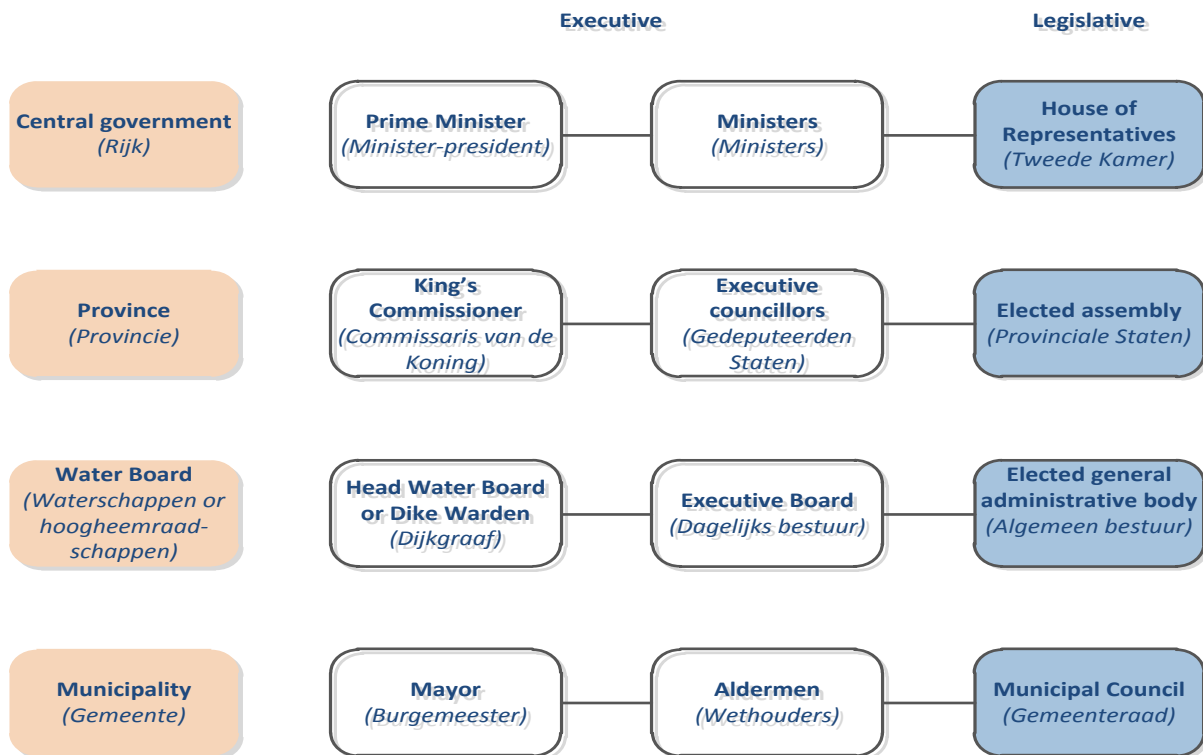 Executive
Legislative
Central government
(Rijk)
Prime Minister
(Minister-president)
Ministers
(Ministers)
House of
Representatives
(Tweede Kamer)
Province
(Provincie)
King's
Commissioner
(Commissaris van de
Koning)
Executive
councillors
(Gedeputeerden
Staten)
Elected assembly
(Provinciale Staten)
Water Board
(Waterschappen or
hoogheemraad-
schappen)
Head Water Board
or Dike Warden
(Dijkgraaf)
Executive Board
(Dagelijks bestuur)
Elected general
administrative body
(Algemeen bestuur)
Municipality
(Gemeente)
Mayor
(Burgemeester)
Aldermen
(Wethouders)
Municipal Council
(Gemeenteraad)